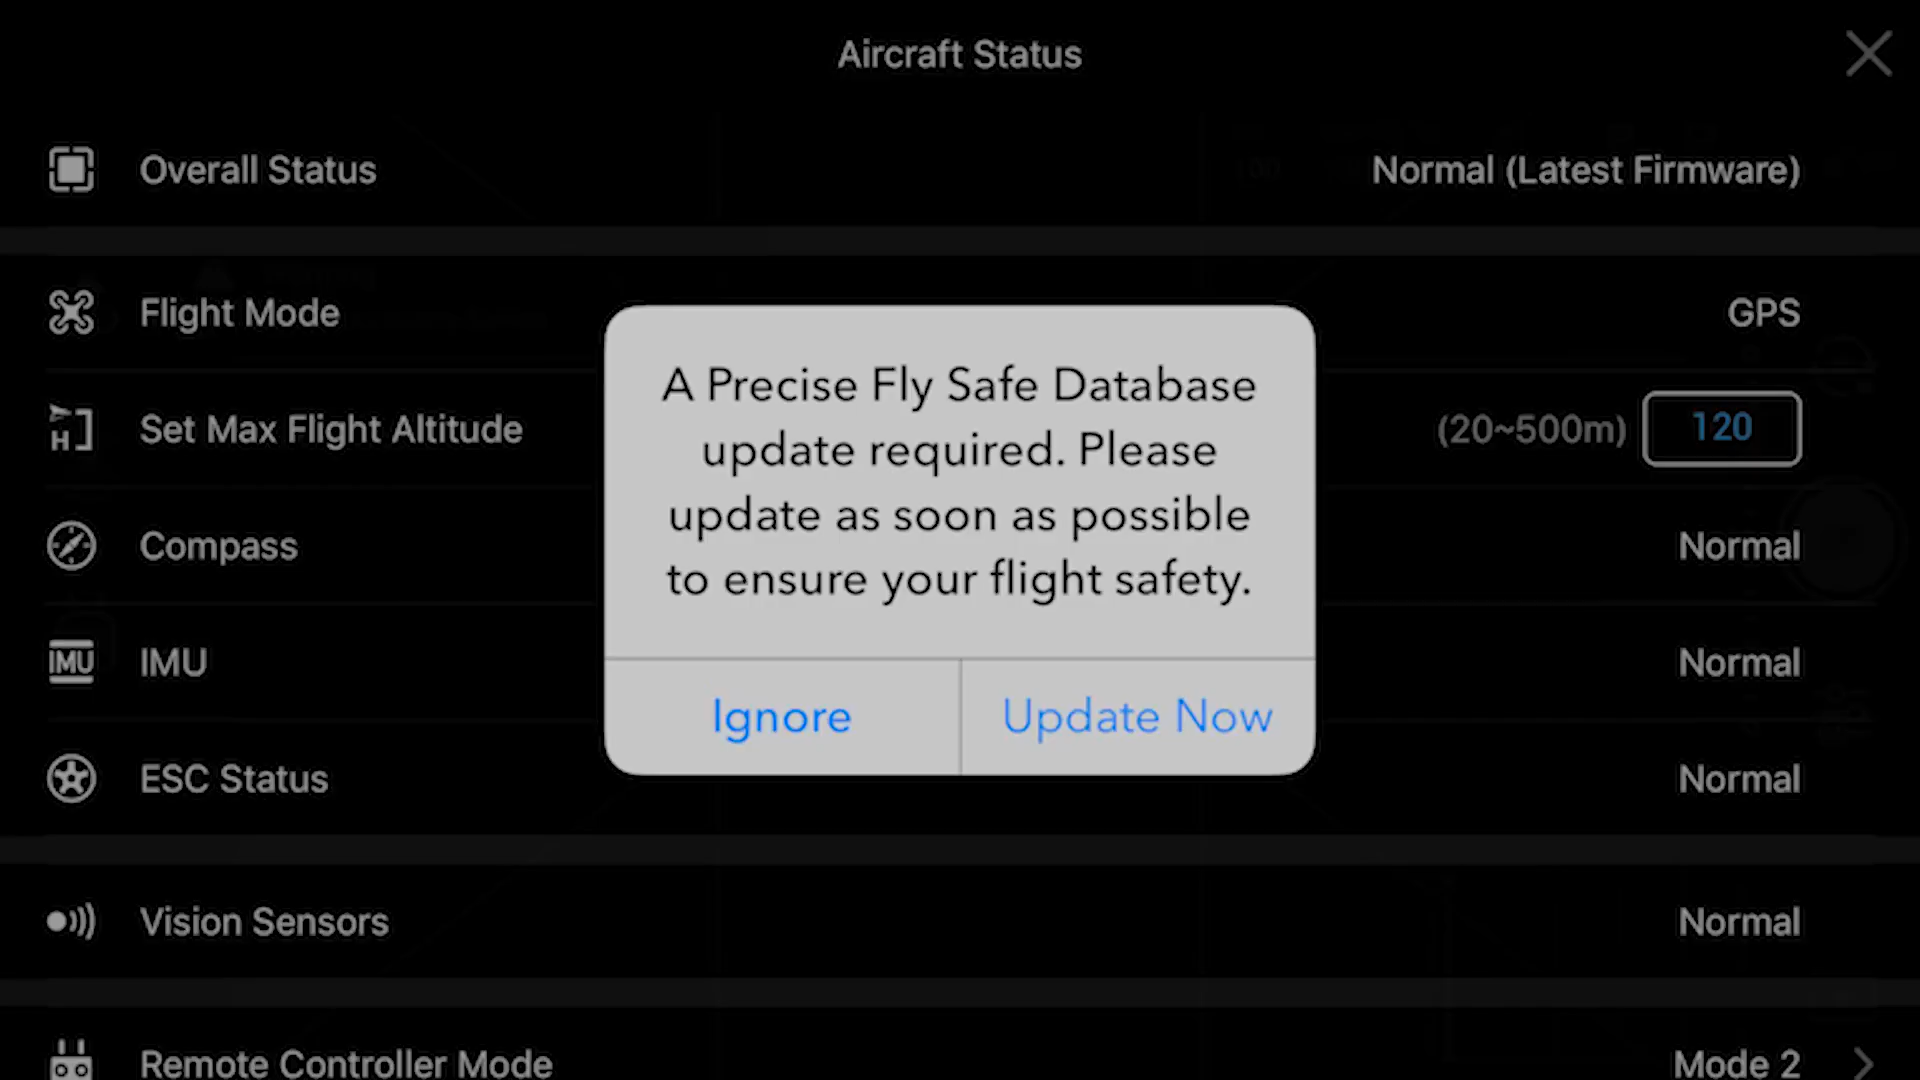 Aircraft Status
Overall Status
Normal (Latest Firmware)
Flight Mode
GPS
Set Max Flight Altitude
(20~500m)
120
Compass
Normal
IMU
IMU
Normal
ESC Status
Normal
Vision Sensors
Normal
Remote Controller Mode
Mode 2
A Precise Fly Safe Database
update required. Please
update as soon as possible
to ensure your flight safety.
Ignore
Update Now